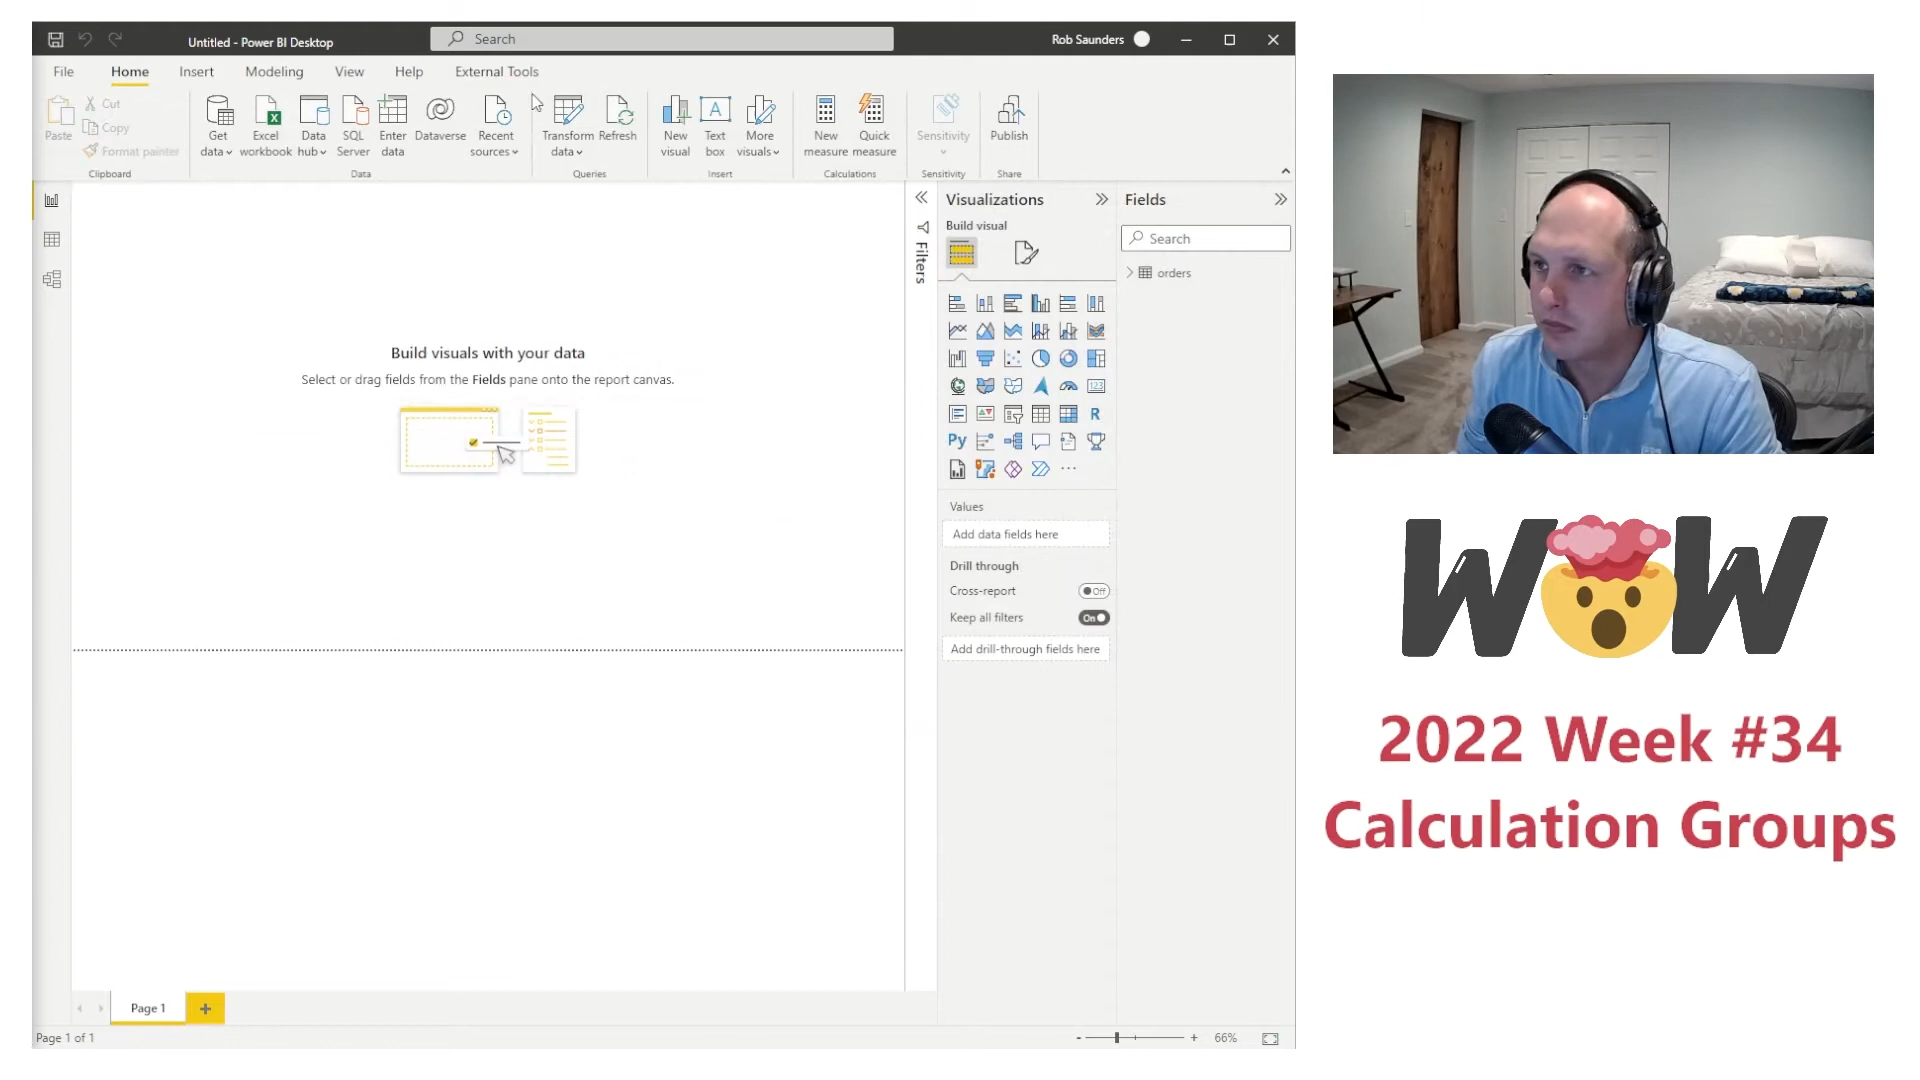 Untitled - Power BI Desktop
Search
Rob Saunders
File
Home
Insert
Modeling
View
Help
External Tools
Paste
Cut
Copy
Format painter
Clipboard
Get
data
Excel
workbook
Data
hub
SQL
Server
Enter
data
Dataverse
Recent
sources
Data
Transform
data
Refresh
Queries
New
visual
Text
box
More
visuals
Insert
New
measure
Quick
measure
Calculations
Sensitivity
Sensitivity
Publish
Share
Build visuals with your data
Select or drag fields from the Fields pane onto the report canvas.
Filters
Visualizations
Build visual
123
R
Py
Values
Add data fields here
Drill through
Cross-report
Off
Keep all filters
On
Add drill-through fields here
Fields
Search
orders
Page 1
Page 1 of 1
66%
WOW
2022 Week #34
Calculation Groups